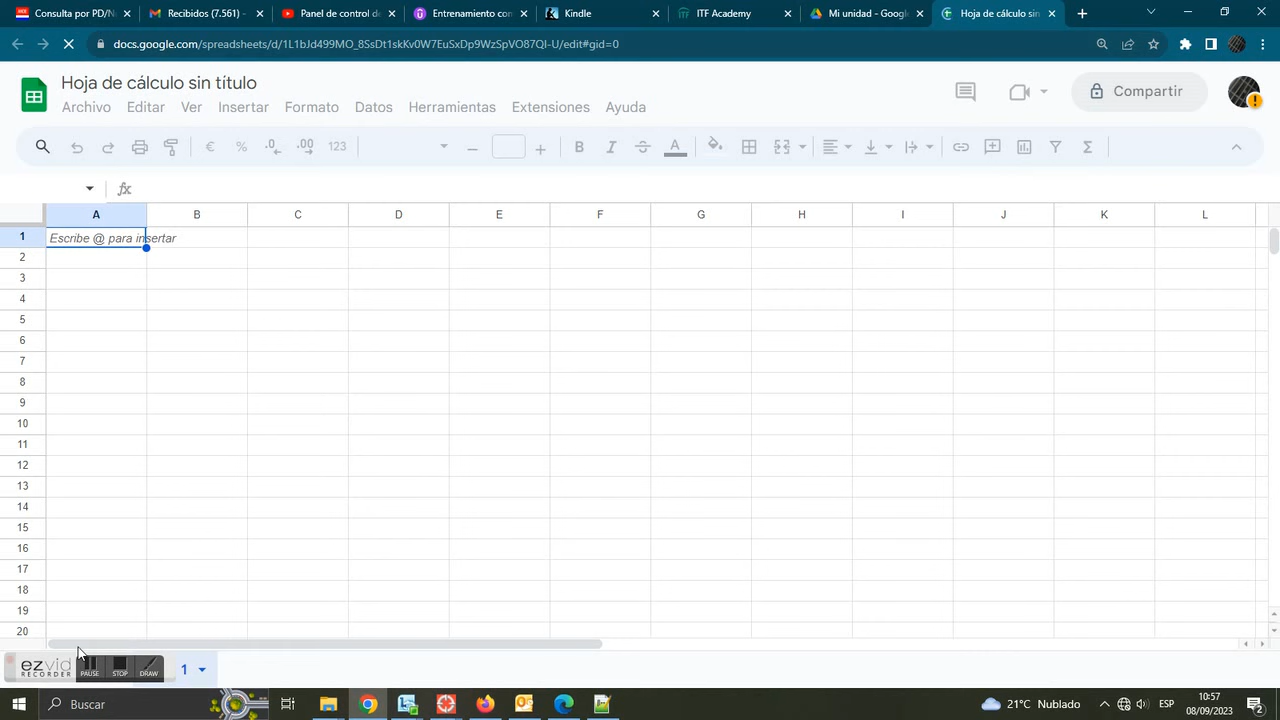 Consulta por PD/N
Recibidos (7.561) -
Panel de control de
Entrenamiento con
Kindle
ITF Academy
Mi unidad - Google
Hoja de cálculo sin
docs.google.com/spreadsheets/d/1L1bJd499MO_8SsDt1skKv0W7EuSxDp9WzSpVO87QI-U/edit#gid=0
Hoja de cálculo sin título
Archivo Editar Ver Insertar Formato Datos Herramientas Extensiones Ayuda
Compartir
€ % .0 .00 123 B I S A Σ
fx
A B C D E F G H I J K L
1 Escribe @ para insertar
2
3
4
5
6
7
8
9
10
11
12
13
14
15
16
17
18
19
20
ezvid RECORDER PAUSE STOP DRAW 1
Buscar
21°C Nublado
ESP
10:57
08/09/2023
2